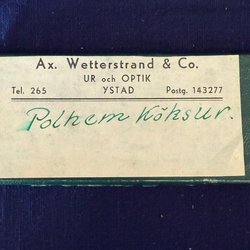 Ax. Wetterstrand & Co.
UR och OPTIK
Tel. 265 YSTAD Postg. 143277
Polhem Köksur.